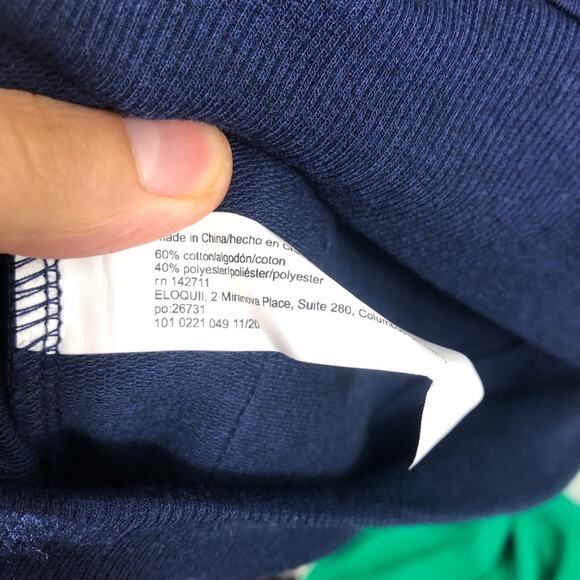 made in China/hecho en
60% cotton/algodón/coton
40% polyester/poliéster/polyester
rn 142711
ELOQUII, 2 Miranova Place, Suite 280,
po:26731
101 0221 049 11/20